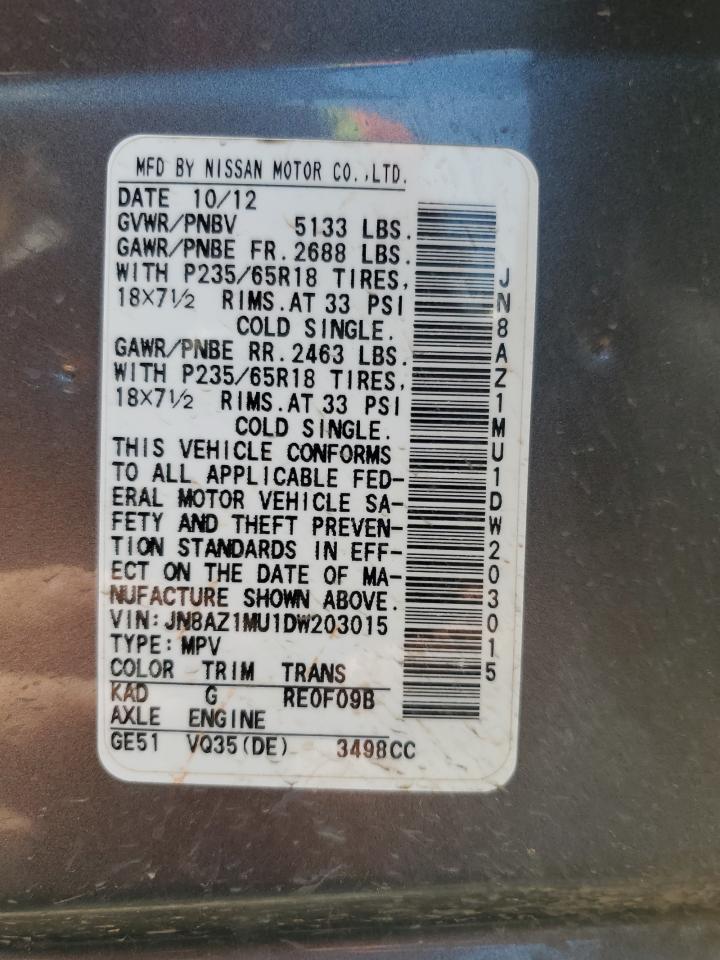 MFD BY NISSAN MOTOR CO.,LTD.
DATE 10/12
GVWR/PNBV 5133 LBS.
GAWR/PNBE FR. 2688 LBS.
WITH P235/65R18 TIRES,
18×7½ RIMS. AT 33 PSI
COLD SINGLE.
GAWR/PNBE RR. 2463 LBS.
WITH P235/65R18 TIRES,
18×7½ RIMS. AT 33 PSI
COLD SINGLE.
THIS VEHICLE CONFORMS
TO ALL APPLICABLE FED-
ERAL MOTOR VEHICLE SA-
FETY AND THEFT PREVEN-
TION STANDARDS IN EFF-
ECT ON THE DATE OF MA-
NUFACTURE SHOWN ABOVE.
VIN: JN8AZ1MU1DW203015
TYPE: MPV
COLOR TRIM TRANS
KAD G RE0F09B
AXLE ENGINE
GE51 VQ35(DE) 3498CC
JN8AZ1MU1DW203015